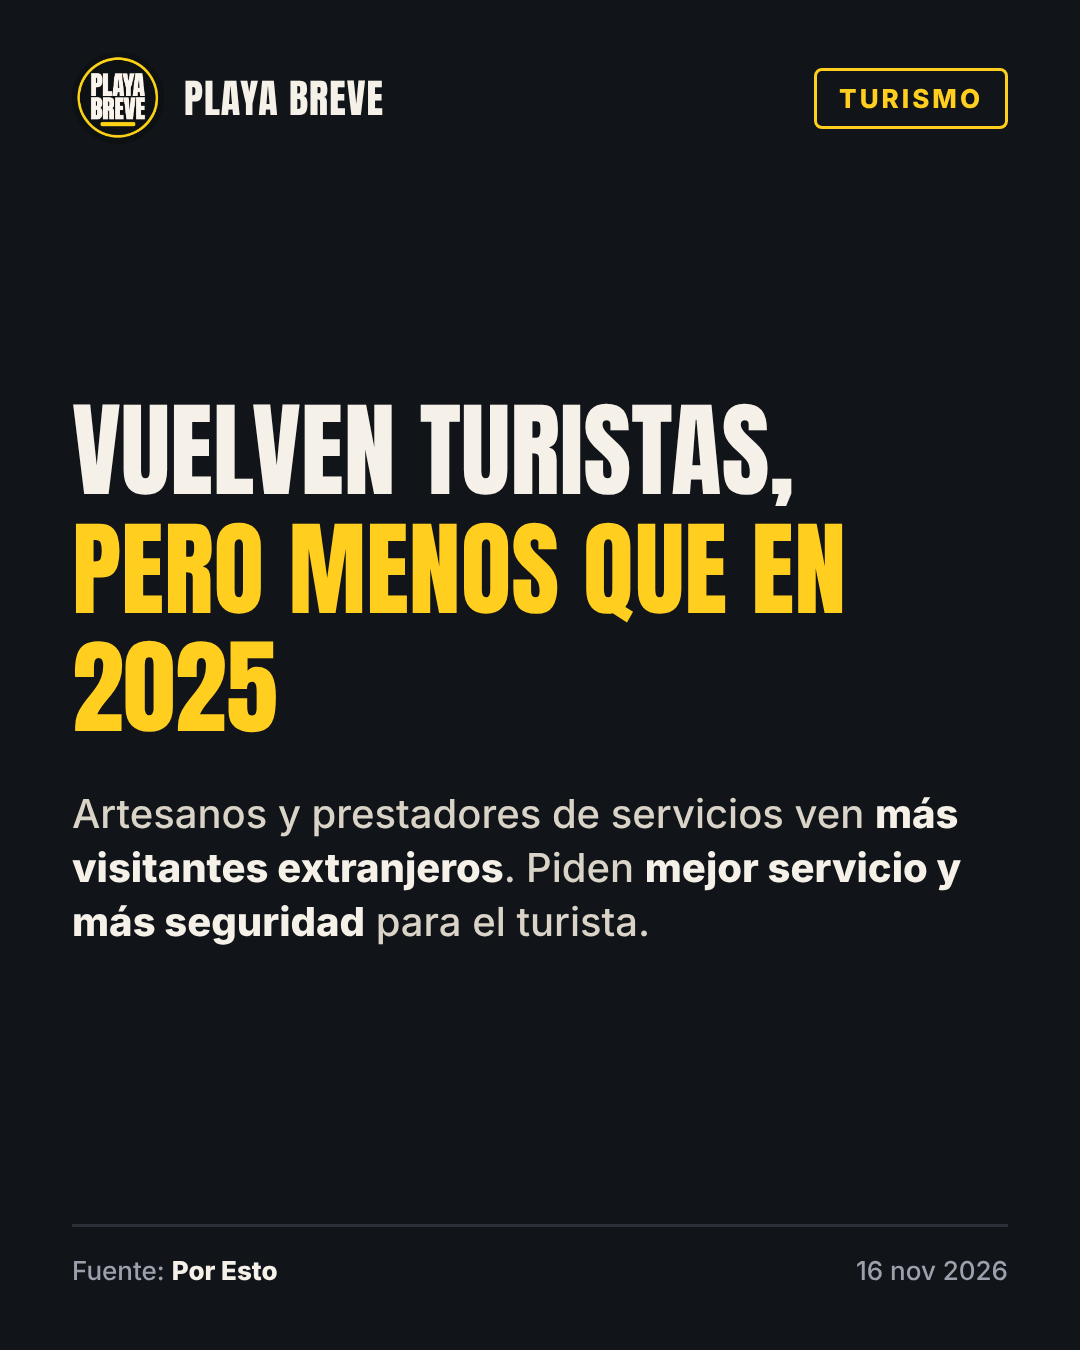 PLAYA
BREVE
PLAYA BREVE
TURISMO
VUELVEN TURISTAS,
PERO MENOS QUE EN
2025
Artesanos y prestadores de servicios ven más
visitantes extranjeros. Piden mejor servicio y
más seguridad para el turista.
Fuente: Por Esto
16 nov 2026